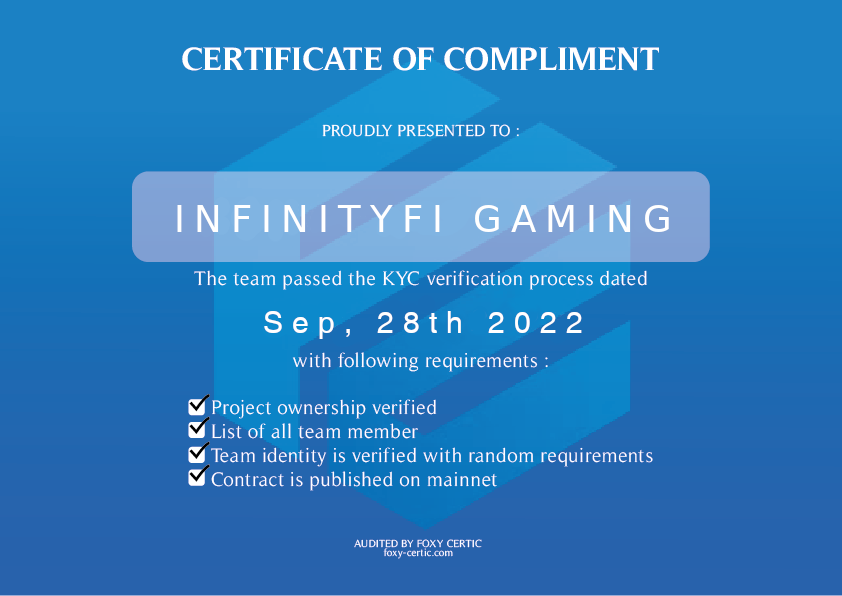 CERTIFICATE OF COMPLIMENT
PROUDLY PRESENTED TO :
INFINITYFI GAMING
The team passed the KYC verification process dated
Sep, 28th 2022
with following requirements :
Project ownership verified
List of all team member
Team identity is verified with random requirements
Contract is published on mainnet
AUDITED BY FOXY CERTIC
foxy-certic.com